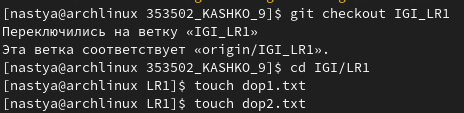 [nastya@archlinux 353502_KASHKO_9]$ git checkout IGI_LR1
Переключились на ветку «IGI_LR1»
Эта ветка соответствует «origin/IGI_LR1».
[nastya@archlinux 353502_KASHKO_9]$ cd IGI/LR1
[nastya@archlinux LR1]$ touch dop1.txt
[nastya@archlinux LR1]$ touch dop2.txt